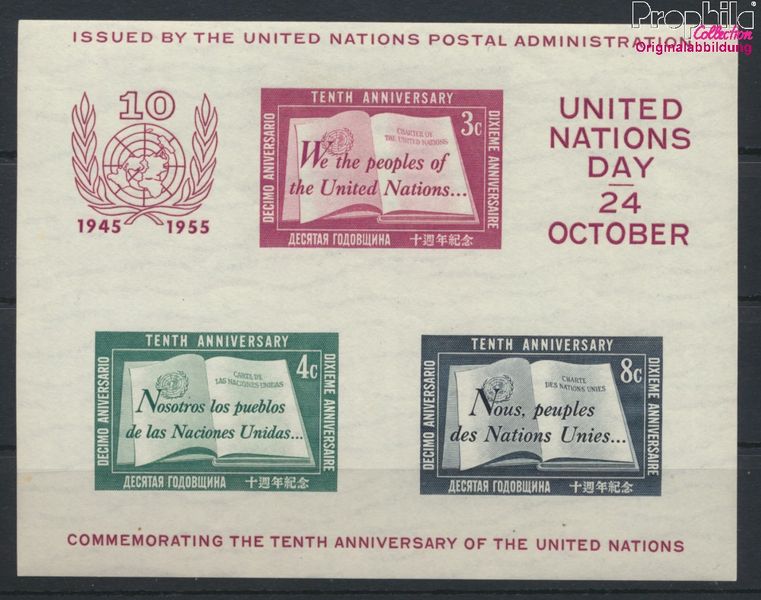 Prophila
Collection
Originalabbildung
ISSUED BY THE UNITED NATIONS POSTAL ADMINISTRATION
10
1945 1955
TENTH ANNIVERSARY
DECIMO ANIVERSARIO
CHARTER OF
THE UNITED NATIONS
3c
We the peoples of
the United Nations...
DIXIEME ANNIVERSAIRE
ДЕСЯТАЯ ГОДОВЩИНА 十週年紀念
UNITED
NATIONS
DAY
24
OCTOBER
TENTH ANNIVERSARY
DECIMO ANIVERSARIO
CARTA DE
LAS NACIONES UNIDAS
4c
Nosotros los pueblos
de las Naciones Unidas...
DIXIEME ANNIVERSAIRE
ДЕСЯТАЯ ГОДОВЩИНА 十週年紀念
TENTH ANNIVERSARY
DECIMO ANIVERSARIO
CHARTE
DES NATIONS UNIES
8c
Nous, peuples
des Nations Unies...
DIXIEME ANNIVERSAIRE
ДЕСЯТАЯ ГОДОВЩИНА 十週年紀念
COMMEMORATING THE TENTH ANNIVERSARY OF THE UNITED NATIONS